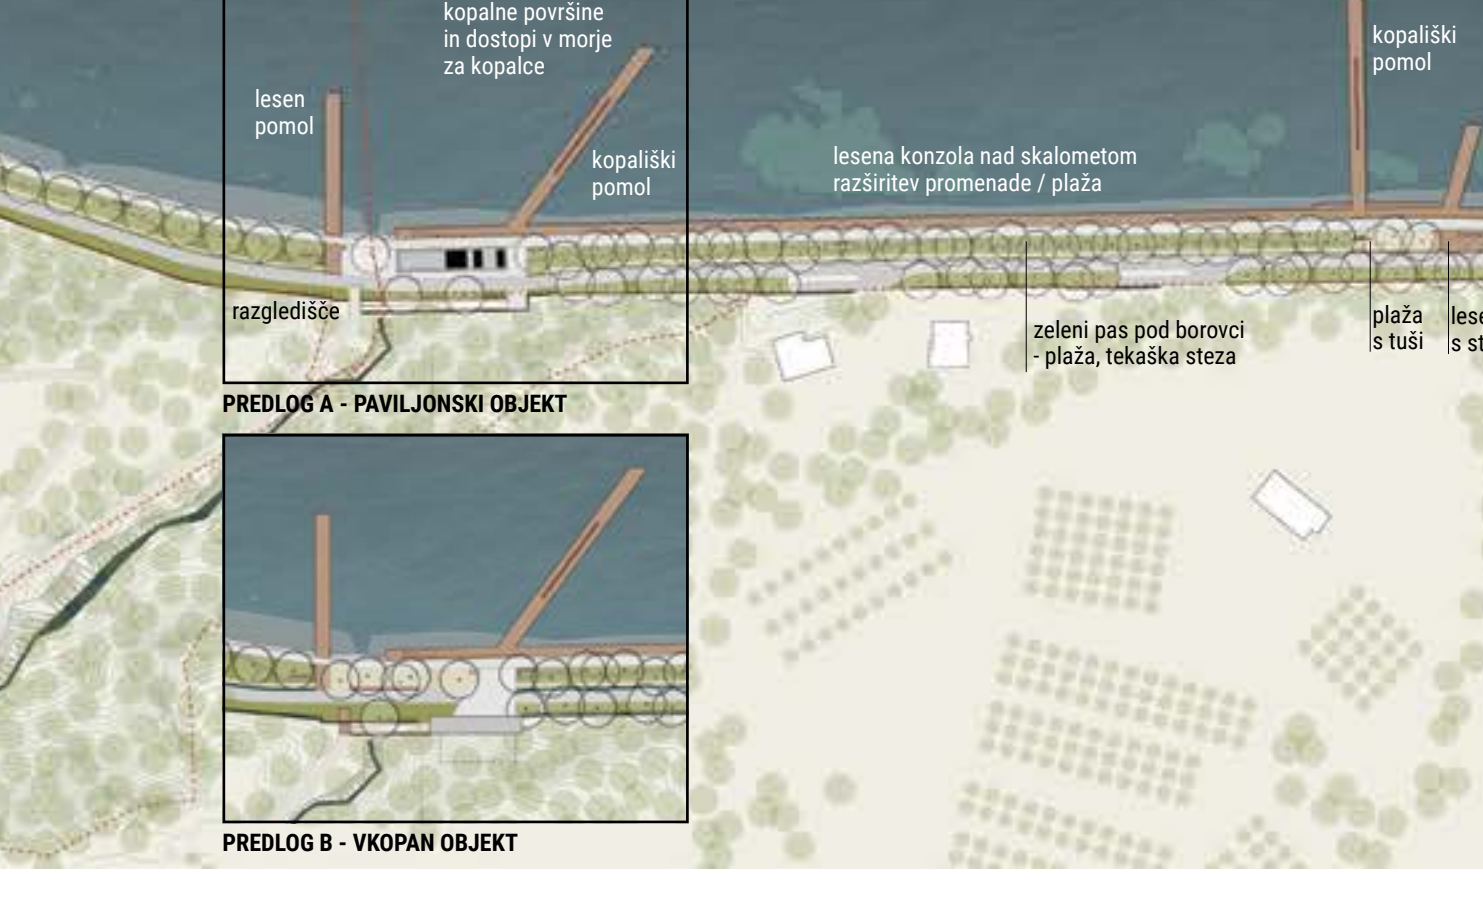 kopalne površine
in dostopi v morje
za kopalce
lesen
pomol
kopališki
pomol
razgledišče
PREDLOG A - PAVILJONSKI OBJEKT
PREDLOG B - VKOPAN OBJEKT
lesena konzola nad skalometom
razširitev promenade / plaža
kopališki
pomol
zeleni pas pod borovci
- plaža, tekaška steza
plaža
s tuši